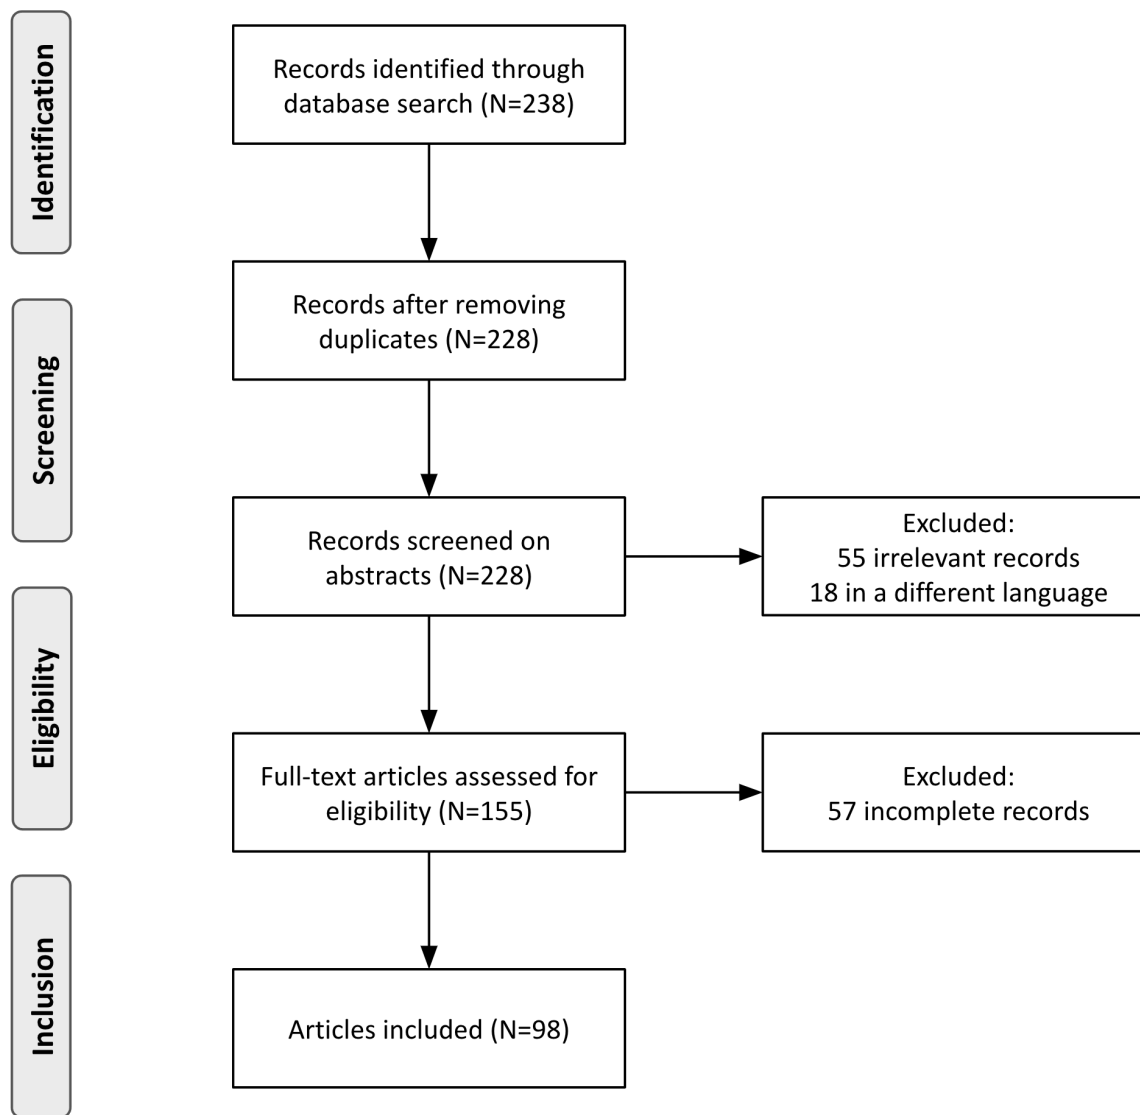 Identification
Records identified through
database search (N=238)
Records after removing
duplicates (N=228)
Screening
Records screened on
abstracts (N=228)
Excluded:
55 irrelevant records
18 in a different language
Eligibility
Full-text articles assessed for
eligibility (N=155)
Excluded:
57 incomplete records
Inclusion
Articles included (N=98)